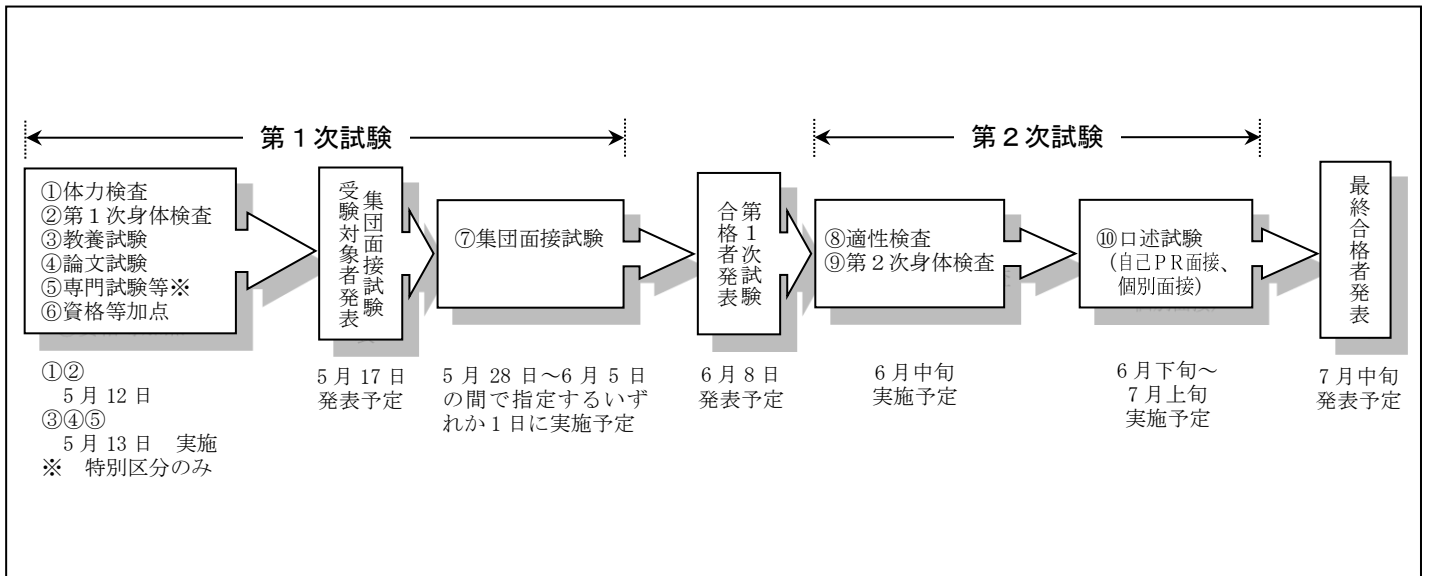 第1次試験
第2次試験
①体力検査
②第1次身体検査
③教養試験
④論文試験
⑤専門試験等※
⑥資格等加点
集団面接試験
受験対象者発表
⑦集団面接試験
第1次試験
合格者発表
⑧適性検査
⑨第2次身体検査
⑩口述試験
(自己PR面接、
個別面接)
最終合格者発表
①②
5月12日
③④⑤
5月13日 実施
※ 特別区分のみ
5月17日
発表予定
5月28日～6月5日
の間で指定するいず
れか1日に実施予定
6月8日
発表予定
6月中旬
実施予定
6月下旬～
7月上旬
実施予定
7月中旬
発表予定